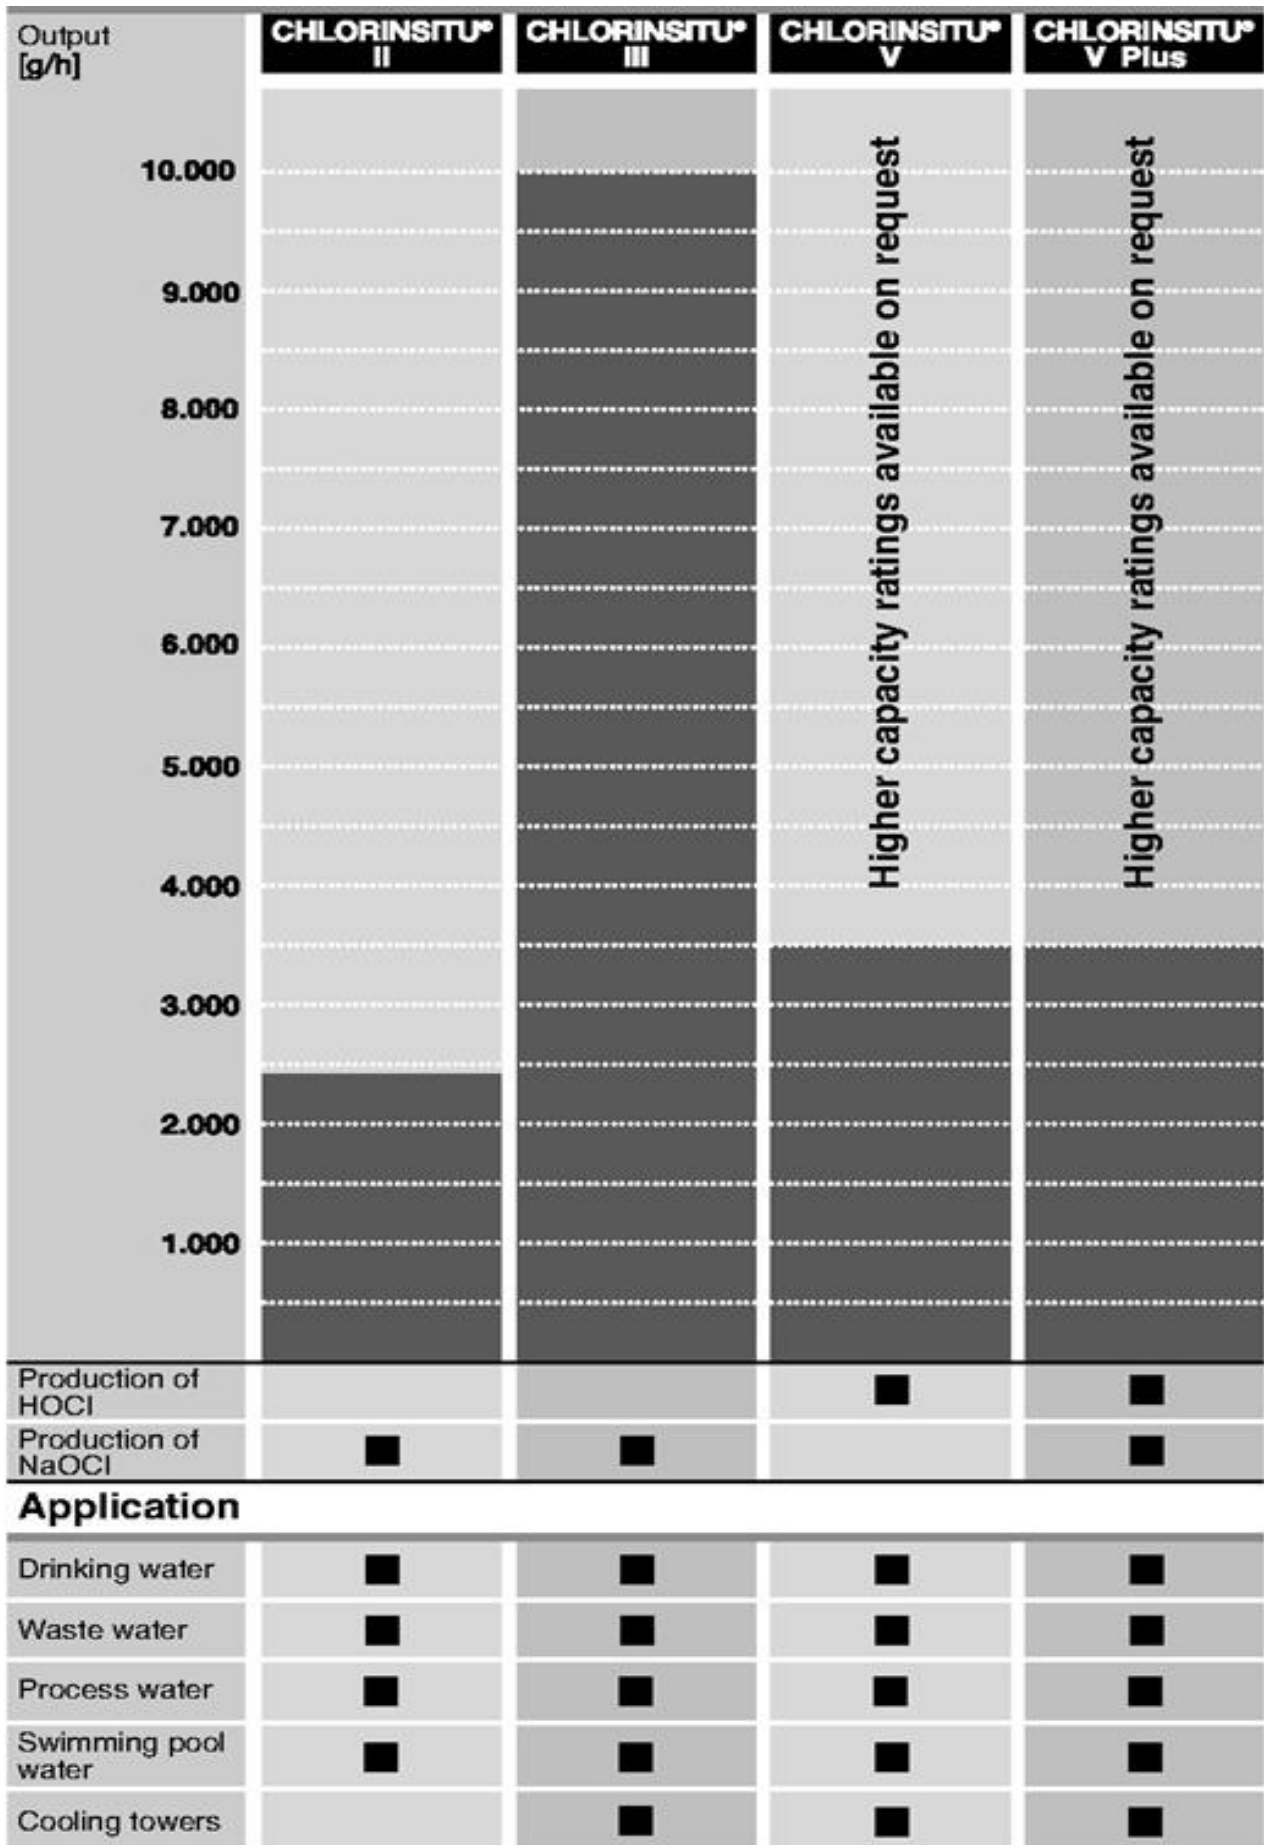 Output
[g/h]
CHLORINSITU®
II
CHLORINSITU®
III
CHLORINSITU®
V
CHLORINSITU®
V Plus
10.000
9.000
8.000
7.000
6.000
5.000
4.000
3.000
2.000
1.000
Higher capacity ratings available on request
Higher capacity ratings available on request
Production of
HOCl
Production of
NaOCl
Application
Drinking water
Waste water
Process water
Swimming pool
water
Cooling towers